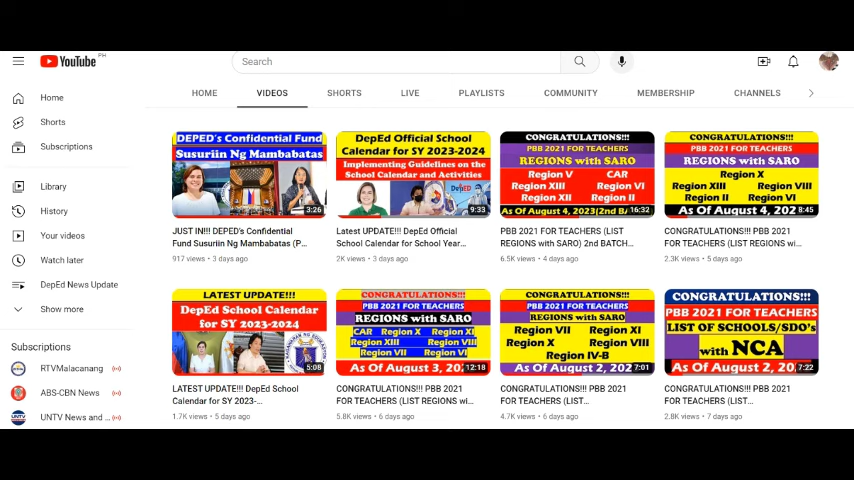 YouTube PH
Search
HOME VIDEOS SHORTS LIVE PLAYLISTS COMMUNITY MEMBERSHIP CHANNELS
Home
Shorts
Subscriptions
Library
History
Your videos
Watch later
DepEd News Update
Show more
Subscriptions
RTVMalacanang
ABS-CBN News
UNTV News and ...
DEPED's Confidential Fund
Susuriin Ng Mambabatas
3:26
JUST IN!!! DEPED's Confidential
Fund Susuriin Ng Mambabatas (P...
917 views • 3 days ago
DepEd Official School
Calendar for SY 2023-2024
Implementing Guidelines on the
School Calendar and Activities
DepED
9:33
Latest UPDATE!!! DepEd Official
School Calendar for School Year...
2K views • 3 days ago
CONGRATULATIONS!!!
PBB 2021 FOR TEACHERS
REGIONS with SARO
Region V CAR
Region XIII Region VI
Region XII Region II
As Of August 4, 2023(2nd BA
16:32
PBB 2021 FOR TEACHERS (LIST
REGIONS with SARO) 2nd BATCH...
6.5K views • 4 days ago
CONGRATULATIONS!!!
PBB 2021 FOR TEACHERS
REGIONS with SARO
Region X
Region XIII Region VIII
Region II Region VI
As Of August 4, 202
8:45
CONGRATULATIONS!!! PBB 2021
FOR TEACHERS (LIST REGIONS wi...
2.3K views • 5 days ago
LATEST UPDATE!!!
DepEd School Calendar
for SY 2023-2024
5:08
LATEST UPDATE!!! DepEd School
Calendar for SY 2023-...
1.7K views • 5 days ago
CONGRATULATIONS!!!
PBB 2021 FOR TEACHERS
REGIONS with SARO
CAR Region X Region XI
Region XIII Region VIII
Region VII Region VI
As Of August 3, 20
12:18
CONGRATULATIONS!!! PBB 2021
FOR TEACHERS (LIST REGIONS wi...
5.8K views • 6 days ago
CONGRATULATIONS!!!
PBB 2021 FOR TEACHERS
REGIONS with SARO
Region VII Region XI
Region X Region VIII
Region IV-B
As Of August 2, 202
7:01
CONGRATULATIONS!!! PBB 2021
FOR TEACHERS (LIST...
4.7K views • 6 days ago
CONGRATULATIONS!!!
PBB 2021 FOR TEACHERS
LIST OF SCHOOLS/SDO's
with NCA
As Of August 2, 202
7:22
CONGRATULATIONS!!! PBB 2021
FOR TEACHERS (LIST...
2.8K views • 7 days ago